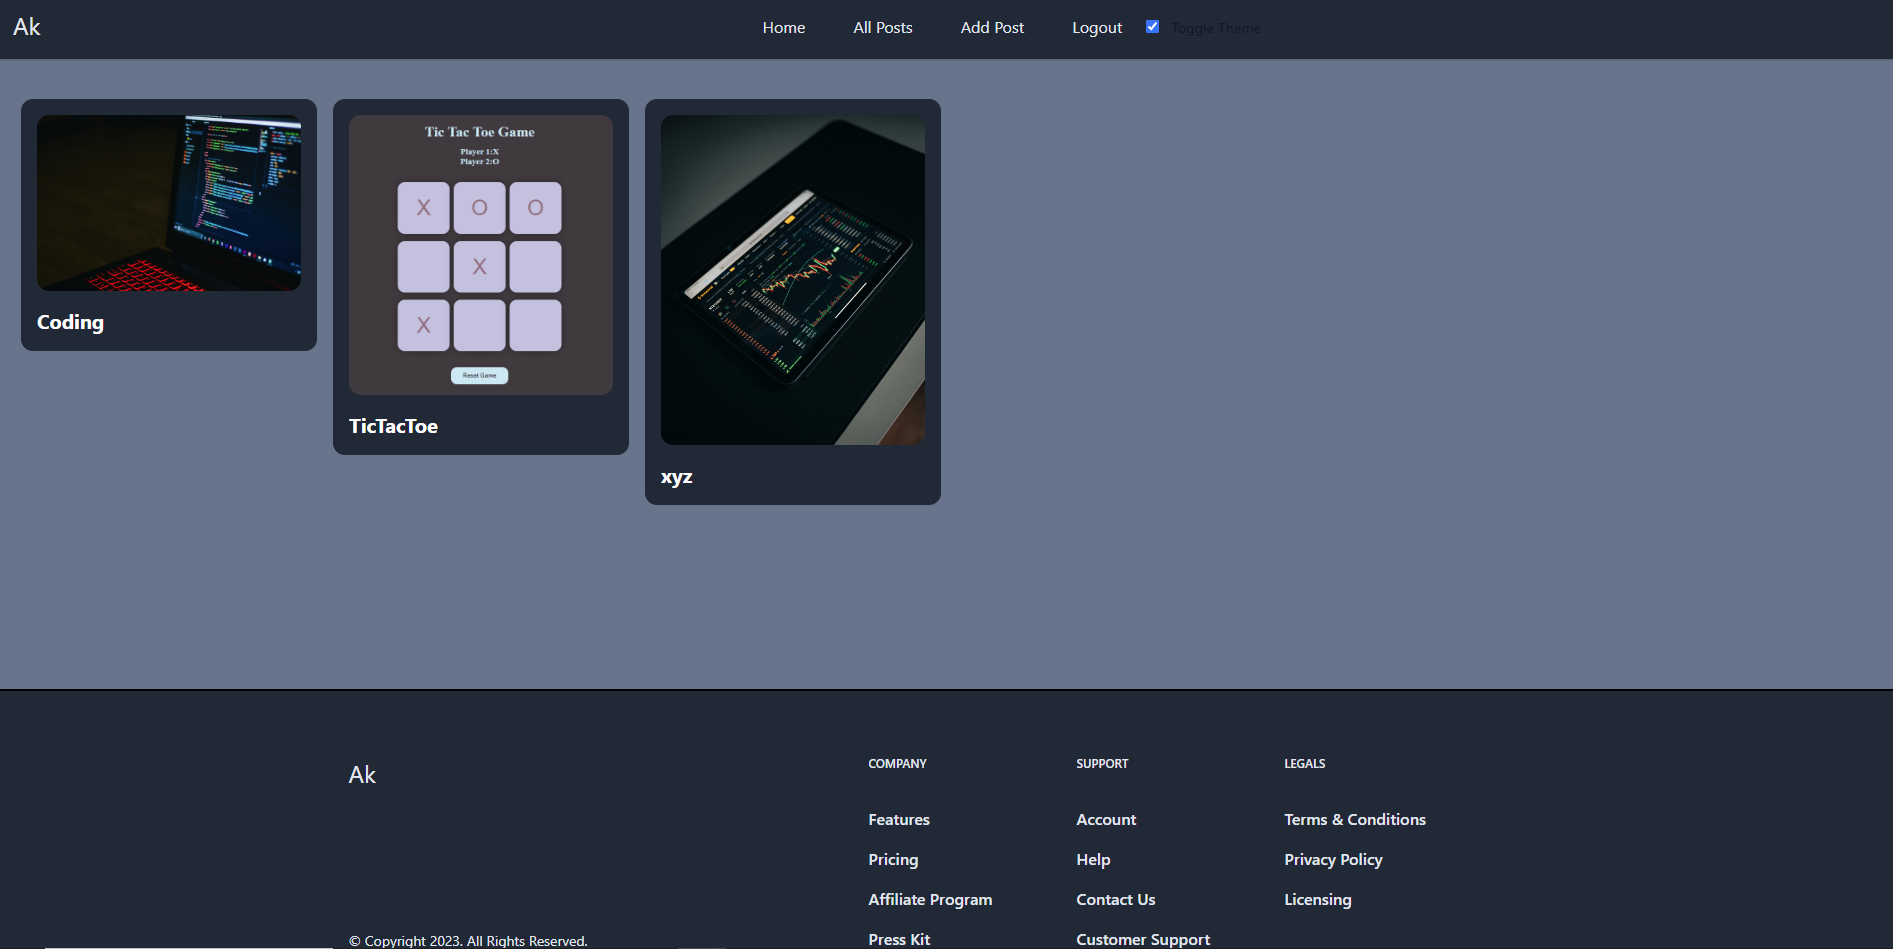 Ak
Home
All Posts
Add Post
Logout
Toggle Theme
Coding
Tic Tac Toe Game
Player 1:X
Player 2:O
X O O
X
X
Reset Game
TicTacToe
xyz
Ak
© Copyright 2023. All Rights Reserved.
COMPANY
Features
Pricing
Affiliate Program
Press Kit
SUPPORT
Account
Help
Contact Us
Customer Support
LEGALS
Terms & Conditions
Privacy Policy
Licensing